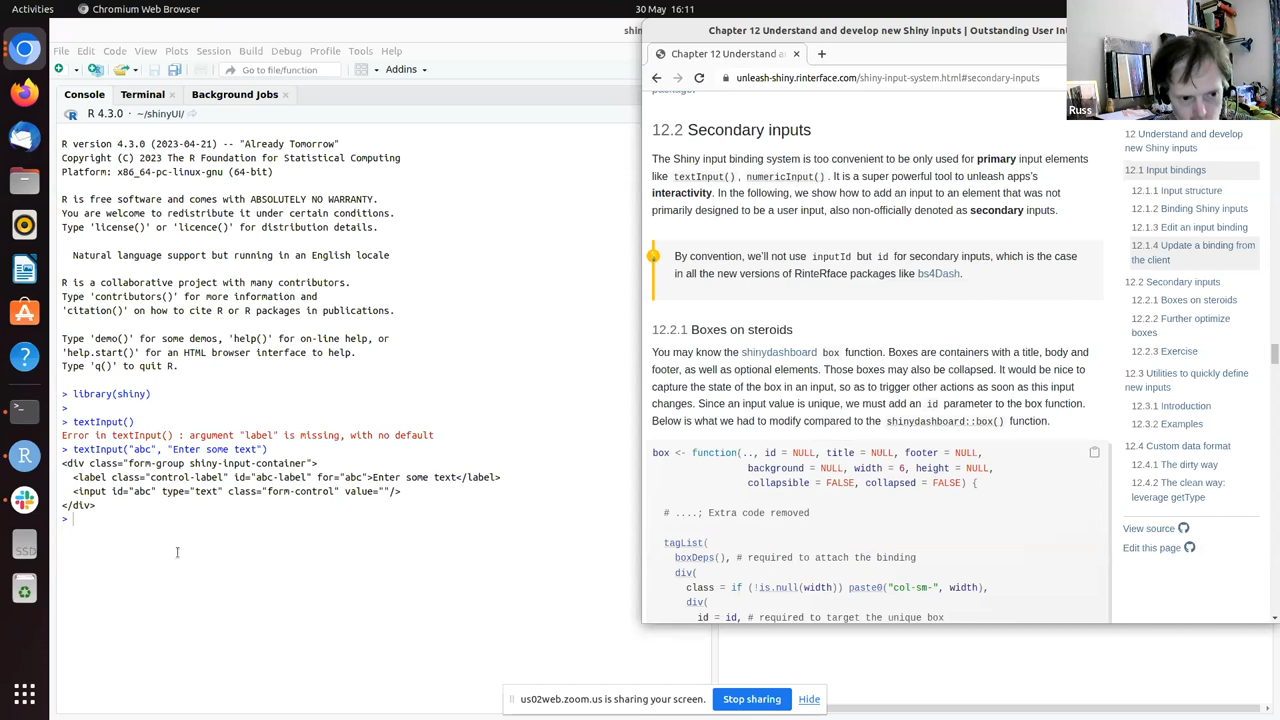 Activities
Chromium Web Browser
30 May 16:11
shin
File Edit Code View Plots Session Build Debug Profile Tools Help
Go to file/function
Addins
Console
Terminal
Background Jobs
R 4.3.0 · ~/shinyUI/
R version 4.3.0 (2023-04-21) -- "Already Tomorrow"
Copyright (C) 2023 The R Foundation for Statistical Computing
Platform: x86_64-pc-linux-gnu (64-bit)
R is free software and comes with ABSOLUTELY NO WARRANTY.
You are welcome to redistribute it under certain conditions.
Type 'license()' or 'licence()' for distribution details.
Natural language support but running in an English locale
R is a collaborative project with many contributors.
Type 'contributors()' for more information and
'citation()' on how to cite R or R packages in publications.
Type 'demo()' for some demos, 'help()' for on-line help, or
'help.start()' for an HTML browser interface to help.
Type 'q()' to quit R.
> library(shiny)
>
> textInput()
Error in textInput() : argument "label" is missing, with no default
> textInput("abc", "Enter some text")
<div class="form-group shiny-input-container">
<label class="control-label" id="abc-label" for="abc">Enter some text</label>
<input id="abc" type="text" class="form-control" value=""/>
</div>
>
SSD
Chapter 12 Understand and develop new Shiny inputs | Outstanding User Int
Chapter 12 Understand a
unleash-shiny.rinterface.com/shiny-input-system.html#secondary-inputs
Russ
12.2 Secondary inputs
The Shiny input binding system is too convenient to be only used for primary input elements
like textInput(), numericInput(). It is a super powerful tool to unleash apps's
interactivity. In the following, we show how to add an input to an element that was not
primarily designed to be a user input, also non-officially denoted as secondary inputs.
By convention, we'll not use inputId but id for secondary inputs, which is the case
in all the new versions of RinteRface packages like bs4Dash.
12.2.1 Boxes on steroids
You may know the shinydashboard box function. Boxes are containers with a title, body and
footer, as well as optional elements. Those boxes may also be collapsed. It would be nice to
capture the state of the box in an input, so as to trigger other actions as soon as this input
changes. Since an input value is unique, we must add an id parameter to the box function.
Below is what we had to modify compared to the shinydashboard::box() function.
box <- function(.., id = NULL, title = NULL, footer = NULL,
background = NULL, width = 6, height = NULL,
collapsible = FALSE, collapsed = FALSE) {
# ....; Extra code removed
tagList(
boxDeps(), # required to attach the binding
div(
class = if (!is.null(width)) paste0("col-sm-", width),
div(
id = id, # required to target the unique box
12 Understand and develop
new Shiny inputs
12.1 Input bindings
12.1.1 Input structure
12.1.2 Binding Shiny inputs
12.1.3 Edit an input binding
12.1.4 Update a binding from
the client
12.2 Secondary inputs
12.2.1 Boxes on steroids
12.2.2 Further optimize
boxes
12.2.3 Exercise
12.3 Utilities to quickly define
new inputs
12.3.1 Introduction
12.3.2 Examples
12.4 Custom data format
12.4.1 The dirty way
12.4.2 The clean way:
leverage getType
View source
Edit this page
us02web.zoom.us is sharing your screen.
Stop sharing
Hide